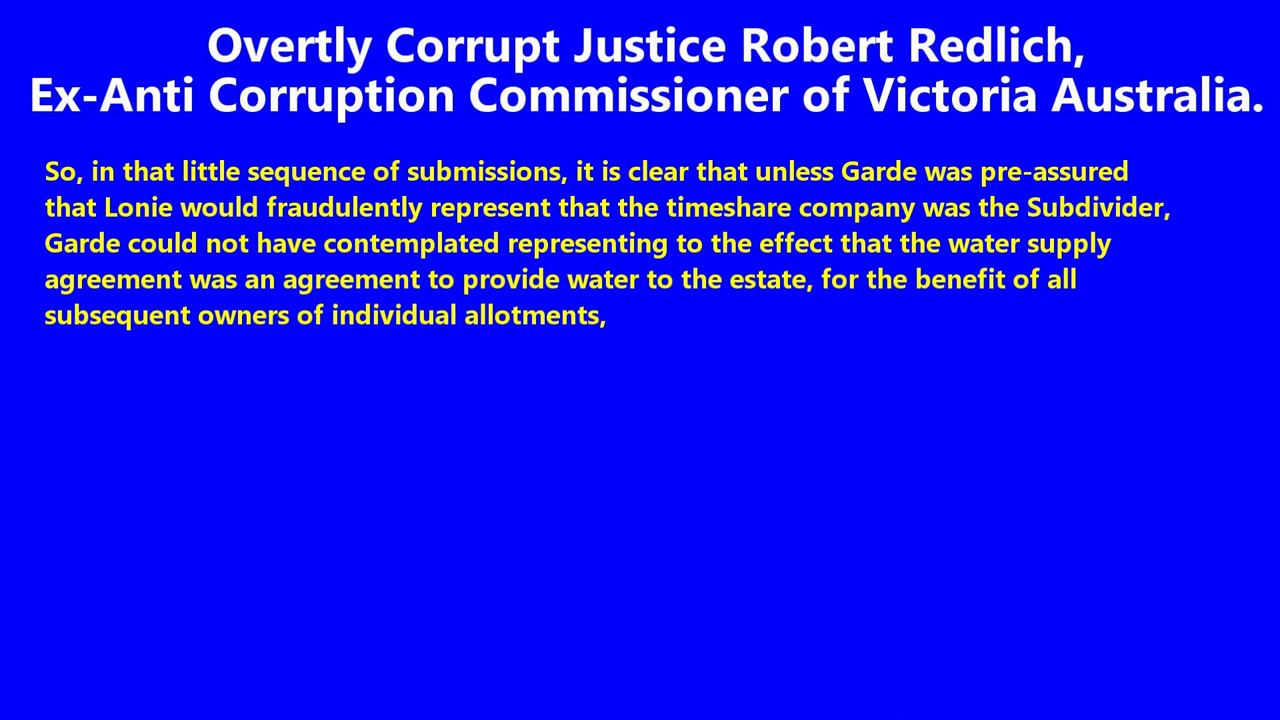 Overtly Corrupt Justice Robert Redlich,
Ex-Anti Corruption Commissioner of Victoria Australia.
So, in that little sequence of submissions, it is clear that unless Garde was pre-assured
that Lonie would fraudulently represent that the timeshare company was the Subdivider,
Garde could not have contemplated representing to the effect that the water supply
agreement was an agreement to provide water to the estate, for the benefit of all
subsequent owners of individual allotments,